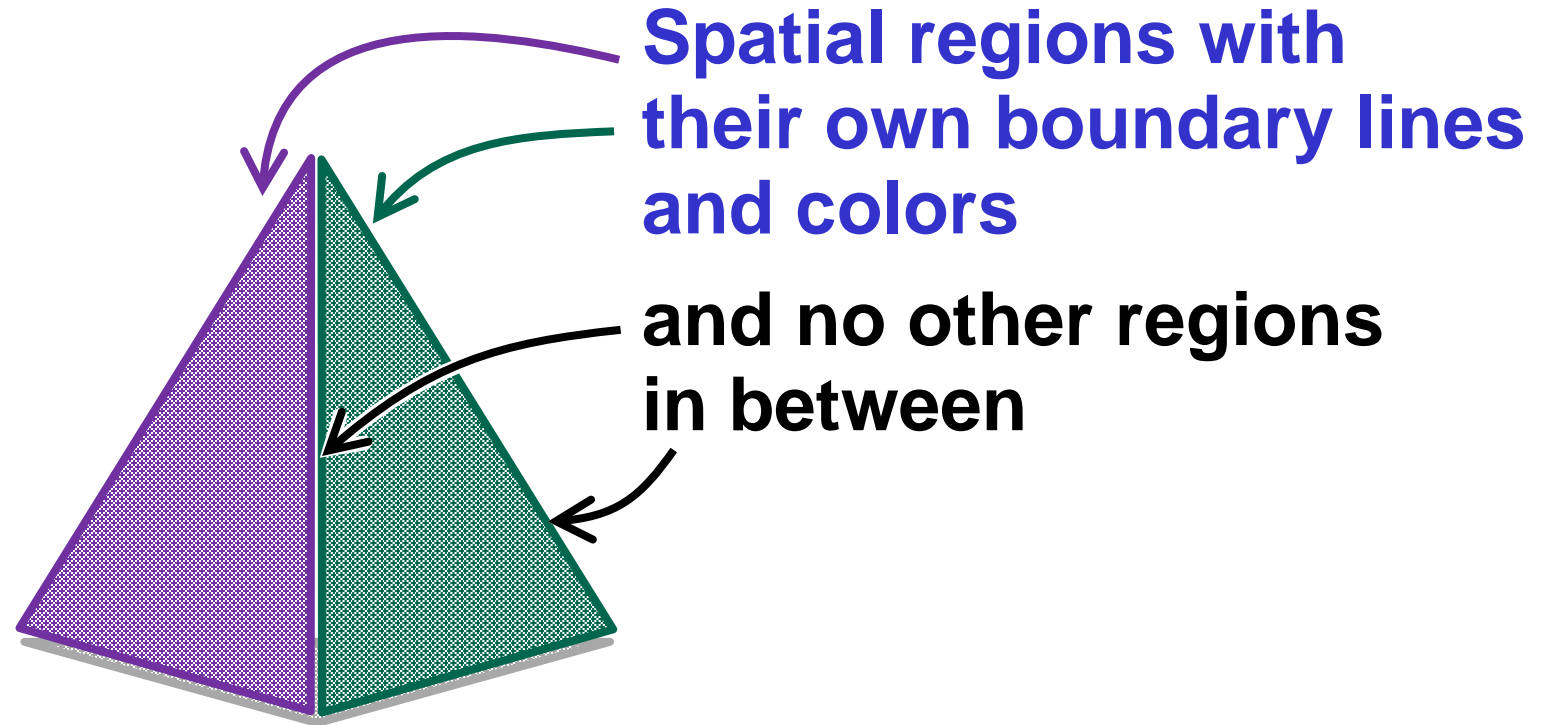 Spatial regions with
their own boundary lines
and colors
and no other regions
in between